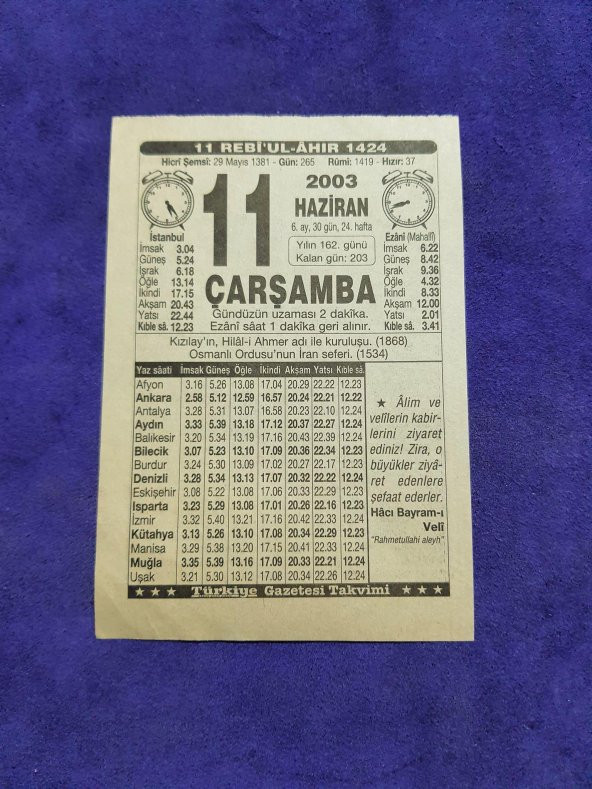 11 REBÎ'UL-ÂHIR 1424
Hicrî Şemsî: 29 Mayıs 1381 - Gün: 265 Rûmi: 1419 - Hızır: 37
11
2003
HAZİRAN
6. ay, 30 gün, 24. hafta
Yılın 162. günü
Kalan gün: 203
İstanbul
İmsak 3.04
Güneş 5.24
İşrak 6.18
Öğle 13.14
İkindi 17.15
Akşam 20.43
Yatsı 22.44
Kıble sâ. 12.23
Ezânî (Mahallî)
İmsak 6.22
Güneş 8.42
İşrak 9.36
Öğle 4.32
İkindi 8.33
Akşam 12.00
Yatsı 2.01
Kıble sâ. 3.41
ÇARŞAMBA
Gündüzün uzaması 2 dakîka.
Ezânî sâat 1 dakîka geri alınır.
Kızılay'ın, Hilâl-i Ahmer adı ile kuruluşu. (1868)
Osmanlı Ordusu'nun İran seferi. (1534)
Yaz sâati İmsak Güneş Öğle İkindi Akşam Yatsı Kıble sâ.
Afyon 3.16 5.26 13.08 17.04 20.29 22.22 12.23
Ankara 2.58 5.12 12.59 16.57 20.24 22.21 12.22
Antalya 3.28 5.31 13.07 16.58 20.23 22.10 12.24
Aydın 3.33 5.39 13.18 17.12 20.37 22.27 12.24
Balıkesir 3.20 5.34 13.19 17.16 20.43 22.39 12.24
Bilecik 3.07 5.23 13.10 17.09 20.36 22.34 12.23
Burdur 3.24 5.30 13.09 17.02 20.27 22.17 12.23
Denizli 3.28 5.34 13.13 17.07 20.32 22.22 12.24
Eskişehir 3.08 5.22 13.08 17.06 20.33 22.29 12.23
Isparta 3.23 5.29 13.08 17.01 20.26 22.16 12.23
İzmir 3.32 5.40 13.21 17.16 20.42 22.33 12.24
Kütahya 3.13 5.26 13.10 17.08 20.34 22.29 12.23
Manisa 3.29 5.38 13.20 17.15 20.41 22.33 12.24
Muğla 3.35 5.39 13.16 17.09 20.33 22.21 12.24
Uşak 3.21 5.30 13.12 17.08 20.34 22.26 12.24
★ Âlim ve
velîlerin kabir-
lerini ziyaret
ediniz! Zira, o
büyükler ziyâ-
ret edenlere
şefaat ederler.
Hâcı Bayram-ı
Velî
"Rahmetullahi aleyh"
★ ★ ★ Türkiye Gazetesi Takvimi ★ ★ ★